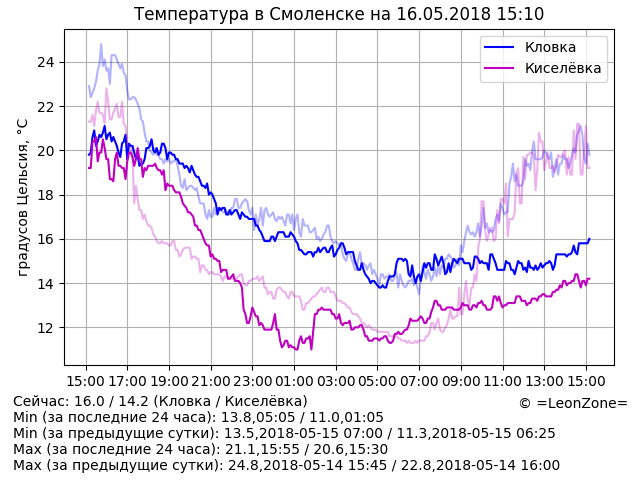 Температура в Смоленске на 16.05.2018 15:10
Кловка
Киселёвка
градусов Цельсия, °C
24
22
20
18
16
14
12
15:00 17:00 19:00 21:00 23:00 01:00 03:00 05:00 07:00 09:00 11:00 13:00 15:00
Сейчас: 16.0 / 14.2 (Кловка / Киселёвка)
© =LeonZone=
Min (за последние 24 часа): 13.8,05:05 / 11.0,01:05
Min (за предыдущие сутки): 13.5,2018-05-15 07:00 / 11.3,2018-05-15 06:25
Max (за последние 24 часа): 21.1,15:55 / 20.6,15:30
Max (за предыдущие сутки): 24.8,2018-05-14 15:45 / 22.8,2018-05-14 16:00